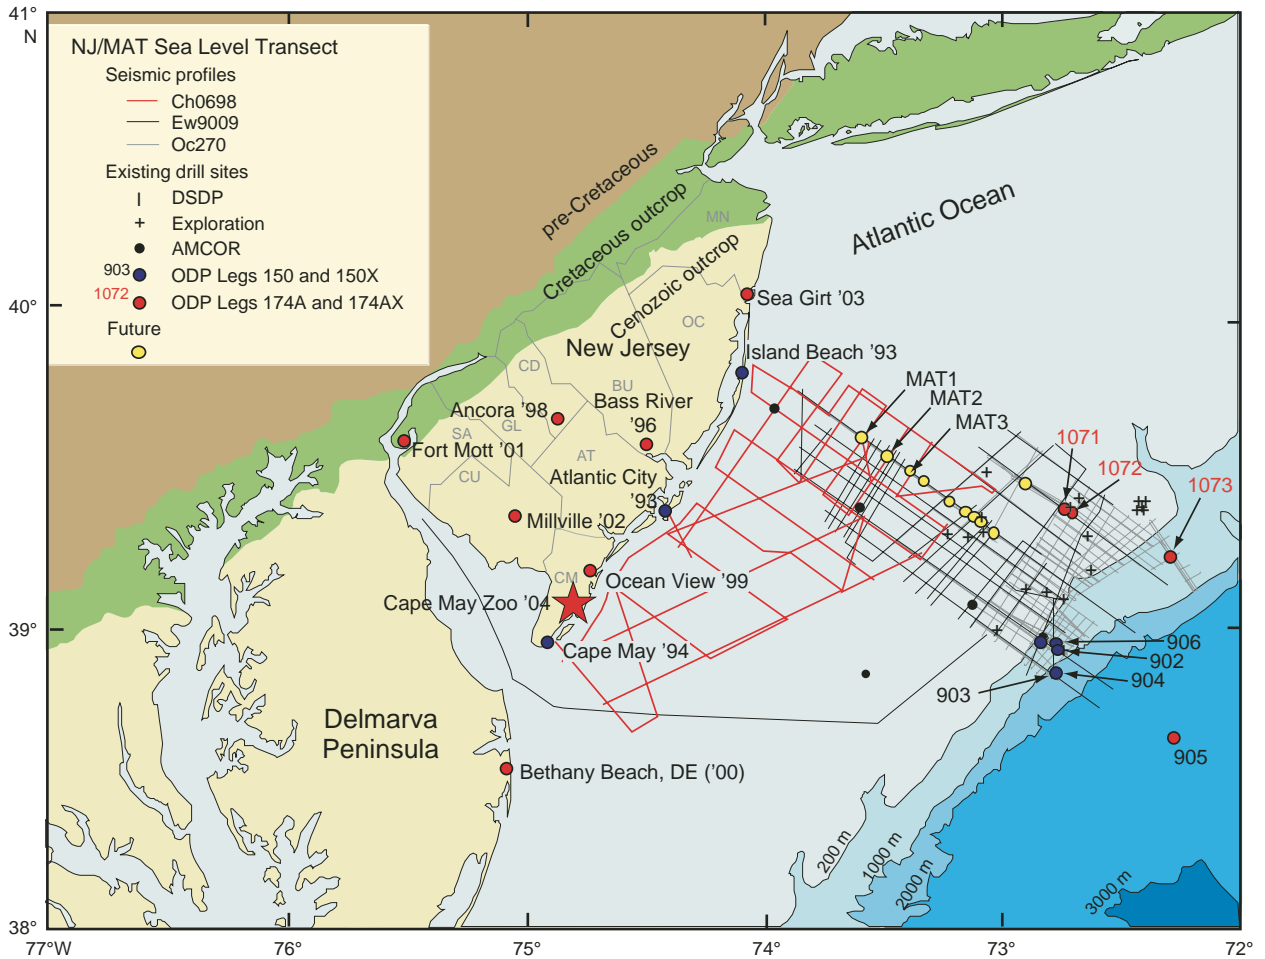 41°
N
NJ/MAT Sea Level Transect
Seismic profiles
Ch0698
Ew9009
Oc270
Existing drill sites
DSDP
Exploration
AMCOR
903
ODP Legs 150 and 150X
1072
ODP Legs 174A and 174AX
Future
pre-Cretaceous
Cretaceous outcrop
Cenozoic outcrop
Atlantic Ocean
MN
40°
Sea Girt ’03
OC
New Jersey
Island Beach ’93
CD
BU
MAT1
MAT2
MAT3
Ancora ’98
Bass River
’96
GL
SA
Fort Mott ’01
AT
CU
Atlantic City
’93
Millville ’02
1071
1072
1073
CM
Ocean View ’99
Cape May Zoo ’04
39°
Cape May ’94
906
902
904
903
Delmarva
Peninsula
905
Bethany Beach, DE (’00)
200 m
1000 m
2000 m
3000 m
38°
77°W
76°
75°
74°
73°
72°